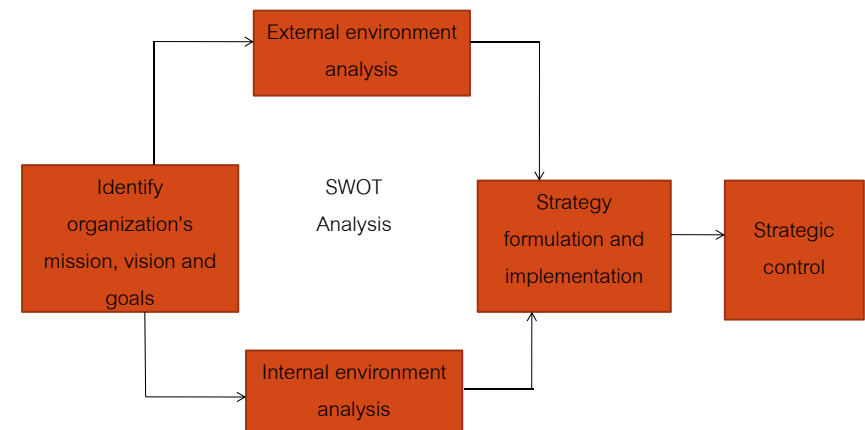 External environment
analysis
Identify
organization's
mission, vision and
goals
SWOT
Analysis
Strategy
formulation and
implementation
Strategic
control
Internal environment
analysis